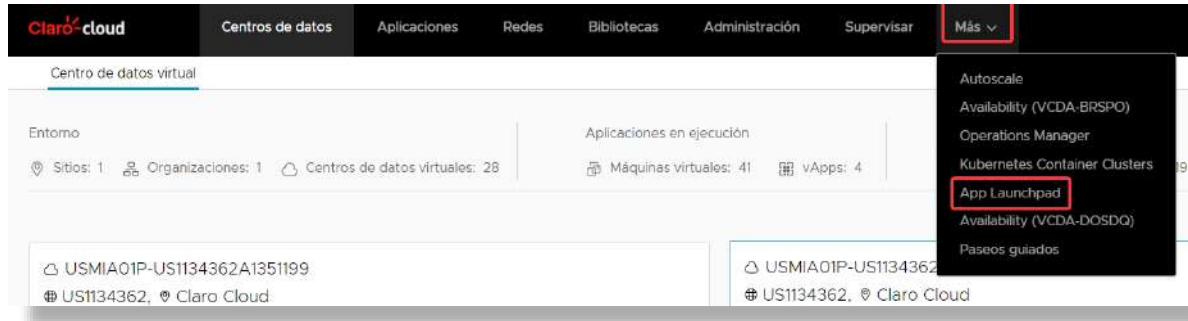 Claro-cloud
Centros de datos
Aplicaciones
Redes
Bibliotecas
Administración
Supervisar
Más
Centro de datos virtual
Autoscale
Availability (VCDA-BRSPO)
Operations Manager
Kubernetes Container Clusters
App Launchpad
Availability (VCDA-DOSDQ)
Paseos guiados
Entorno
Sitios: 1 Organizaciones: 1 Centros de datos virtuales: 28
Aplicaciones en ejecución
Máquinas virtuales: 41 vApps: 4
19
USMIA01P-US1134362A1351199
US1134362, Claro Cloud
USMIA01P-US1134362
US1134362, Claro Cloud